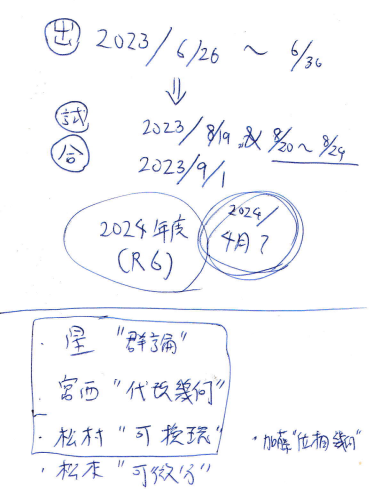 出 2023/6/26 〜 6/30
⇓
試 2023/8/19 & 8/20〜8/24
合 2023/9/1
2024年度
(R6)
2024/
4月?
・星 "群論"
・宮西 "代数幾何"
・松村 "可換環"
・加藤 "位相幾何"
・松本 "可微分"